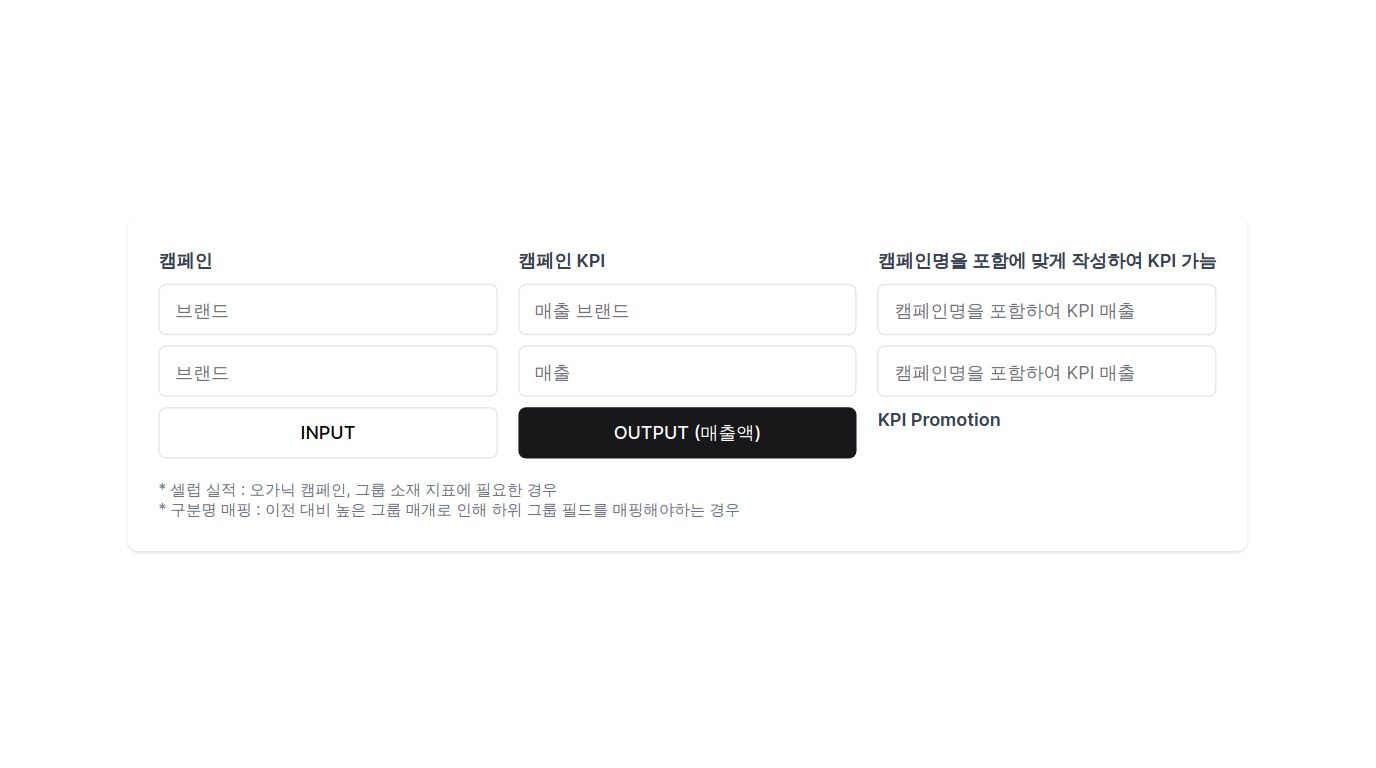 캠페인
캠페인 KPI
캠페인명을 포함에 맞게 작성하여 KPI 가늠
브랜드
매출 브랜드
캠페인명을 포함하여 KPI 매출
브랜드
매출
캠페인명을 포함하여 KPI 매출
INPUT
OUTPUT (매출액)
KPI Promotion
* 셀럽 실적 : 오가닉 캠페인, 그룹 소재 지표에 필요한 경우
* 구분명 매핑 : 이전 대비 높은 그룹 매개로 인해 하위 그룹 필드를 매핑해야하는 경우